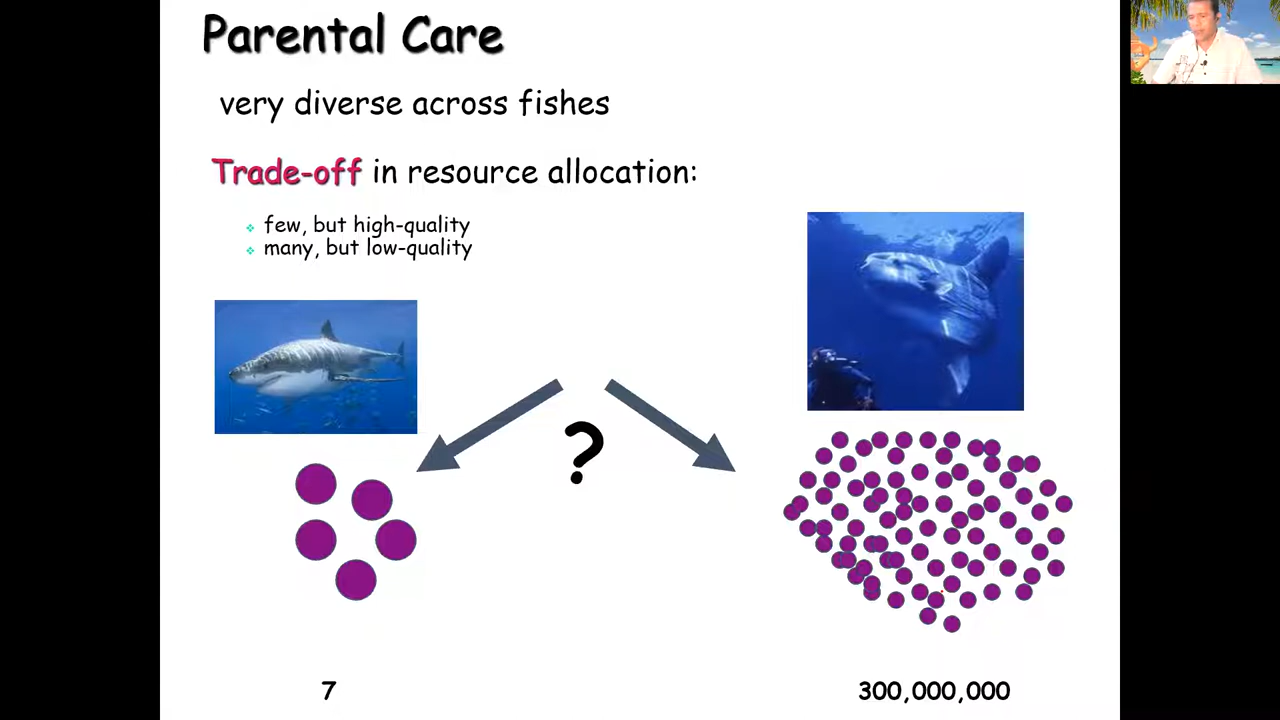 Parental Care
very diverse across fishes
Trade-off in resource allocation:
few, but high-quality
many, but low-quality
?
7
300,000,000